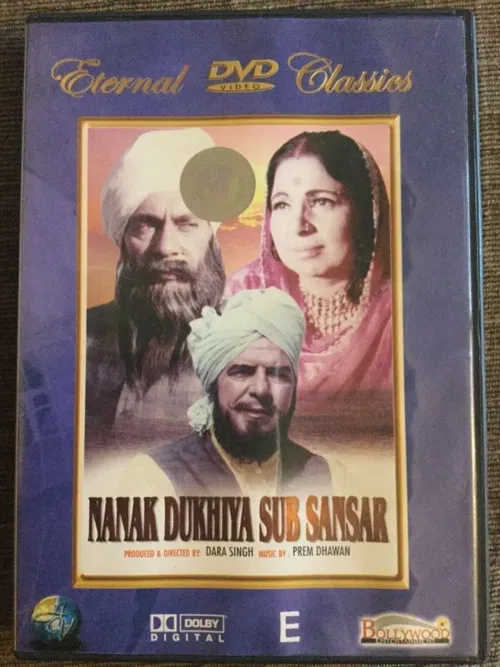 Eternal DVD Classics
VIDEO
NANAK DUKHIYA SUB SANSAR
PRODUCED & DIRECTED BY: DARA SINGH MUSIC BY : PREM DHAWAN
DOLBY
DIGITAL
E
BOLLYWOOD
ENTERTAINMENT